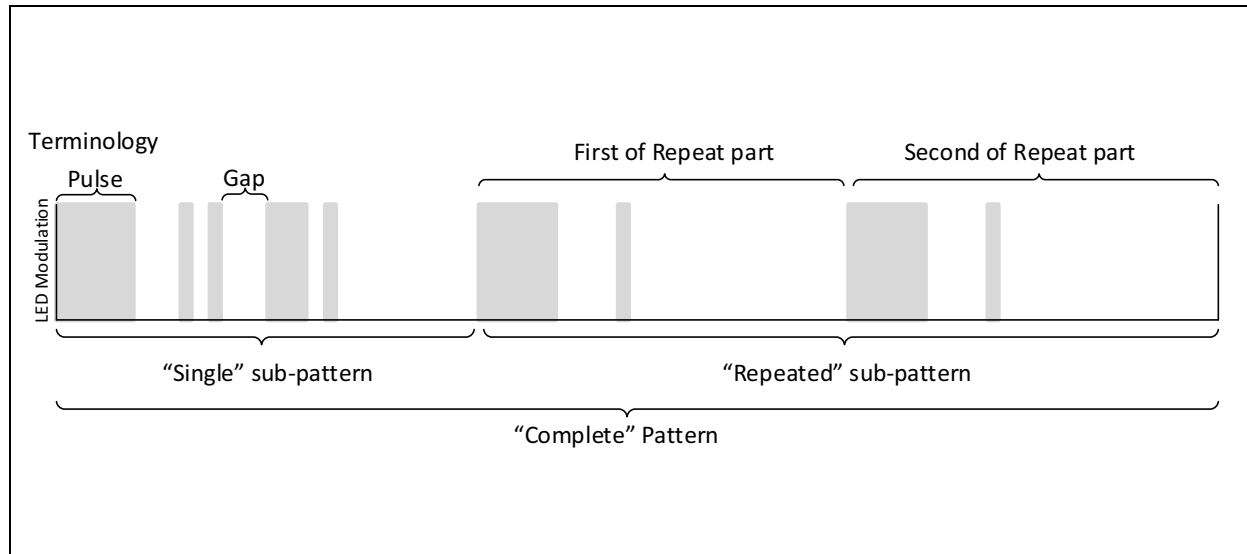 Terminology
Pulse
Gap
First of Repeat part
Second of Repeat part
LED Modulation
“Single” sub-pattern
“Repeated” sub-pattern
“Complete” Pattern